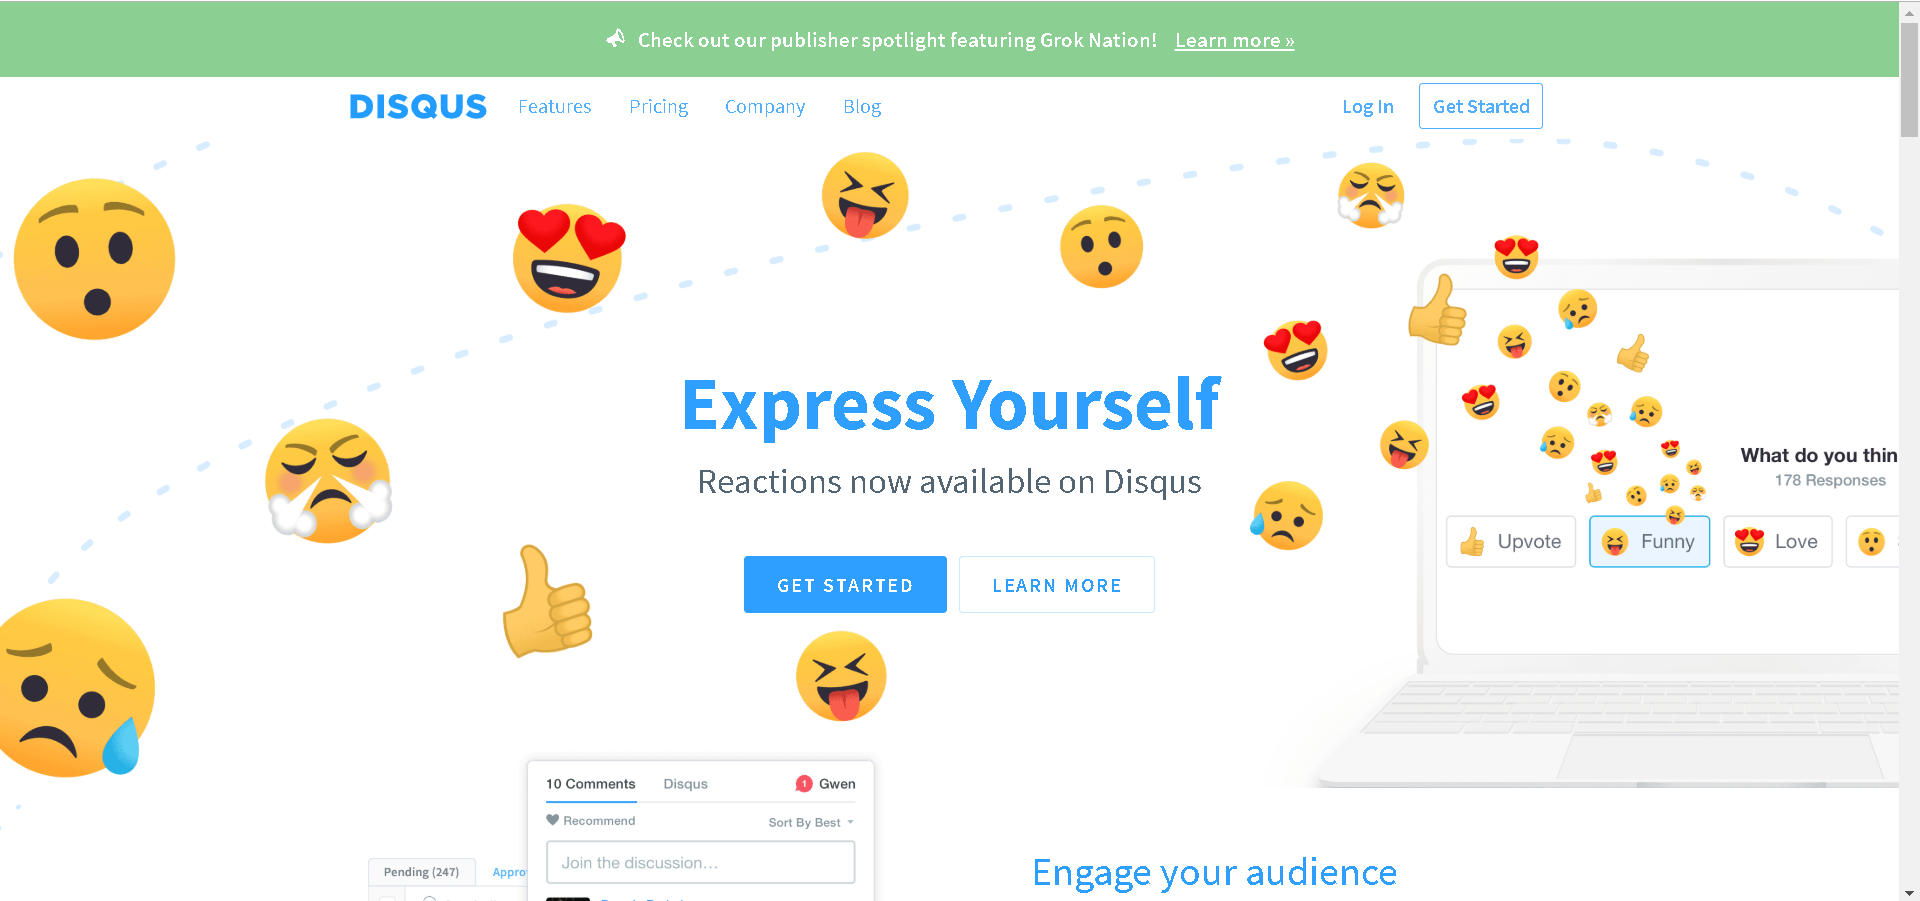 Check out our publisher spotlight featuring Grok Nation! Learn more »
DISQUS Features Pricing Company Blog Log In Get Started
Express Yourself
Reactions now available on Disqus
GET STARTED LEARN MORE
What do you thin
178 Responses
Upvote Funny Love
10 Comments Disqus 1 Gwen
Recommend Sort By Best
Join the discussion...
Pending (247) Appro
Engage your audience